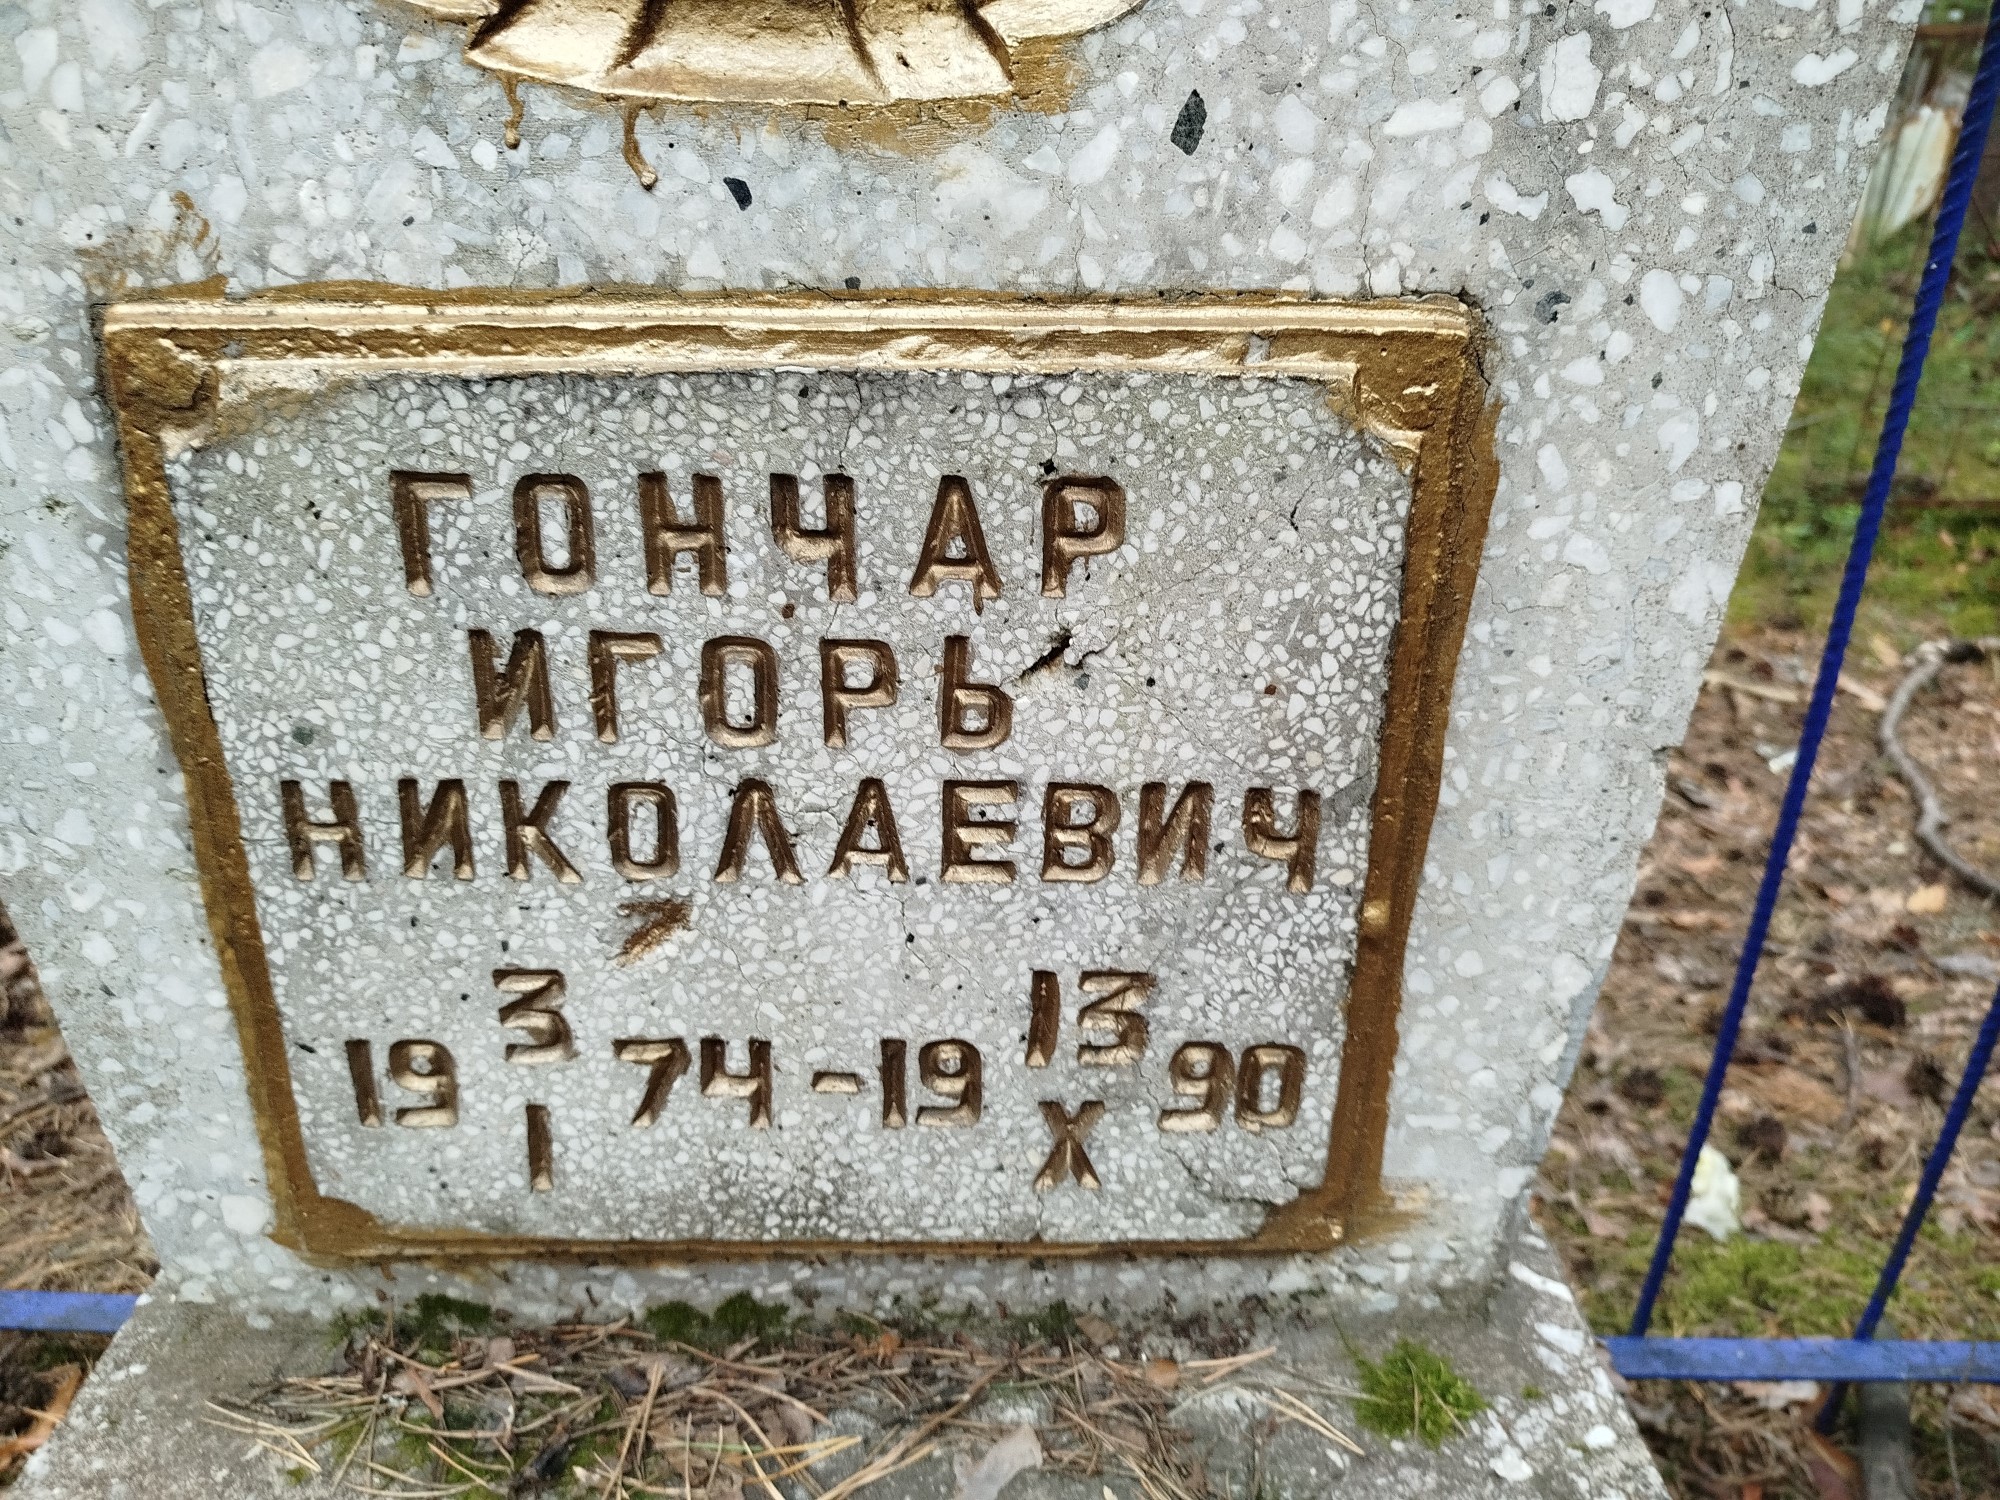 ГОНЧАР
ИГОРЬ
НИКОЛАЕВИЧ
19 3/I 74 - 19 13/X 90